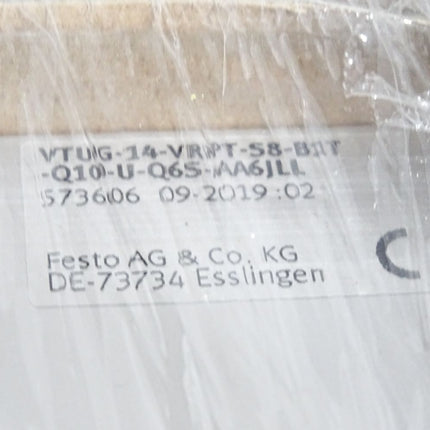 VTUG-14-VRPT-S8-B1T
-Q10-U-Q6S-AA6JLL
573606 09-2019:02
Festo AG & Co. KG
DE-73734 Esslingen
C